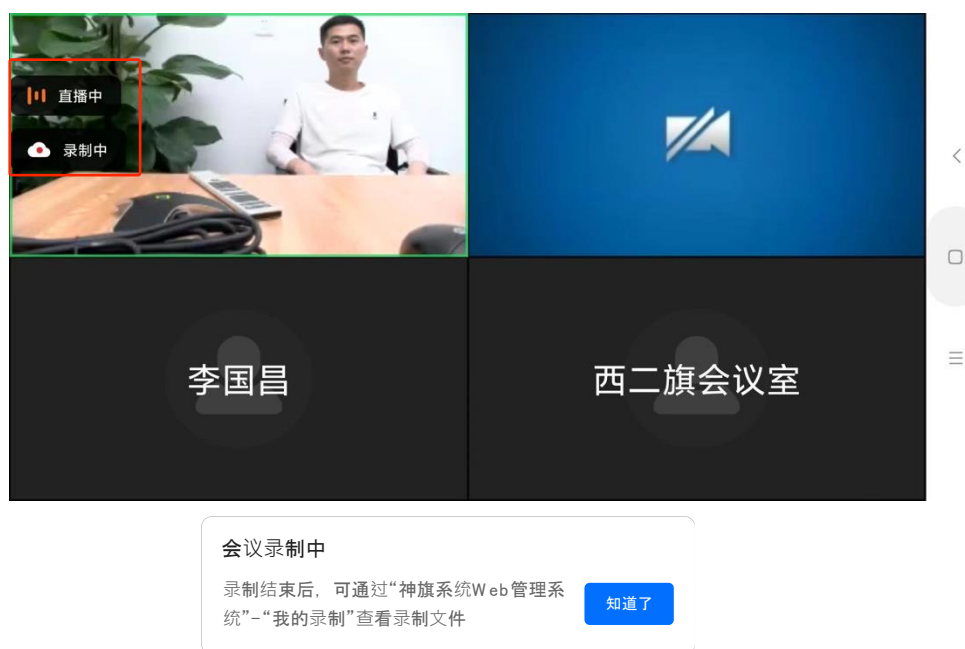 直播中
录制中
李国昌
西二旗会议室
会议录制中
录制结束后，可通过“神旗系统Web管理系
统”-“我的录制”查看录制文件
知道了